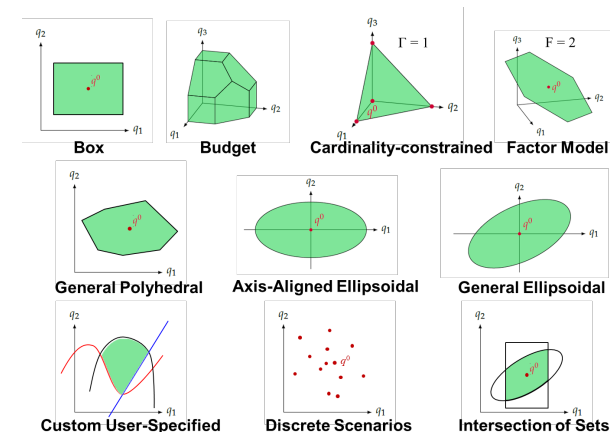 q2
q0
q1
Box
q3
q2
q1
Budget
q3
Γ = 1
q2
q0
q1
Cardinality-constrained
q3
F = 2
q0
q2
q1
Factor Model
q2
q0
q1
General Polyhedral
q2
q0
q1
Axis-Aligned Ellipsoidal
q2
q0
q1
General Ellipsoidal
q2
q1
Custom User-Specified
q2
q0
q1
Discrete Scenarios
q2
q0
q1
Intersection of Sets